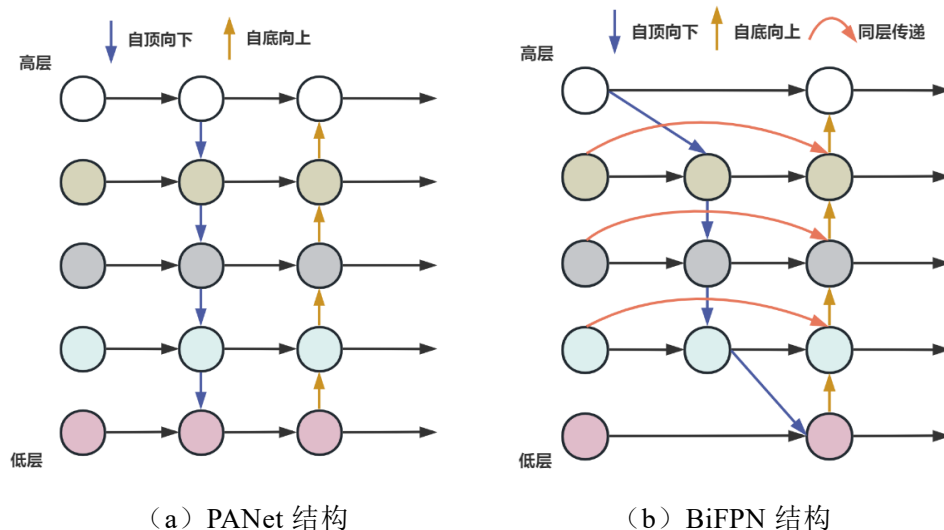 自顶向下
自底向上
高层
低层
（a）PANet 结构
自顶向下
自底向上
同层传递
高层
低层
（b）BiFPN 结构